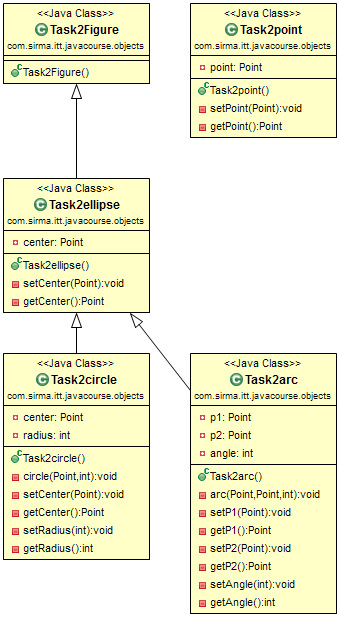 <<Java Class>>
Task2Figure
com.sirma.itt.javacourse.objects
Task2Figure()
<<Java Class>>
Task2point
com.sirma.itt.javacourse.objects
point: Point
Task2point()
setPoint(Point):void
getPoint():Point
<<Java Class>>
Task2ellipse
com.sirma.itt.javacourse.objects
center: Point
Task2ellipse()
setCenter(Point):void
getCenter():Point
<<Java Class>>
Task2circle
com.sirma.itt.javacourse.objects
center: Point
radius: int
Task2circle()
circle(Point,int):void
setCenter(Point):void
getCenter():Point
setRadius(int):void
getRadius():int
<<Java Class>>
Task2arc
com.sirma.itt.javacourse.objects
p1: Point
p2: Point
angle: int
Task2arc()
arc(Point,Point,int):void
setP1(Point):void
getP1():Point
setP2(Point):void
getP2():Point
setAngle(int):void
getAngle():int